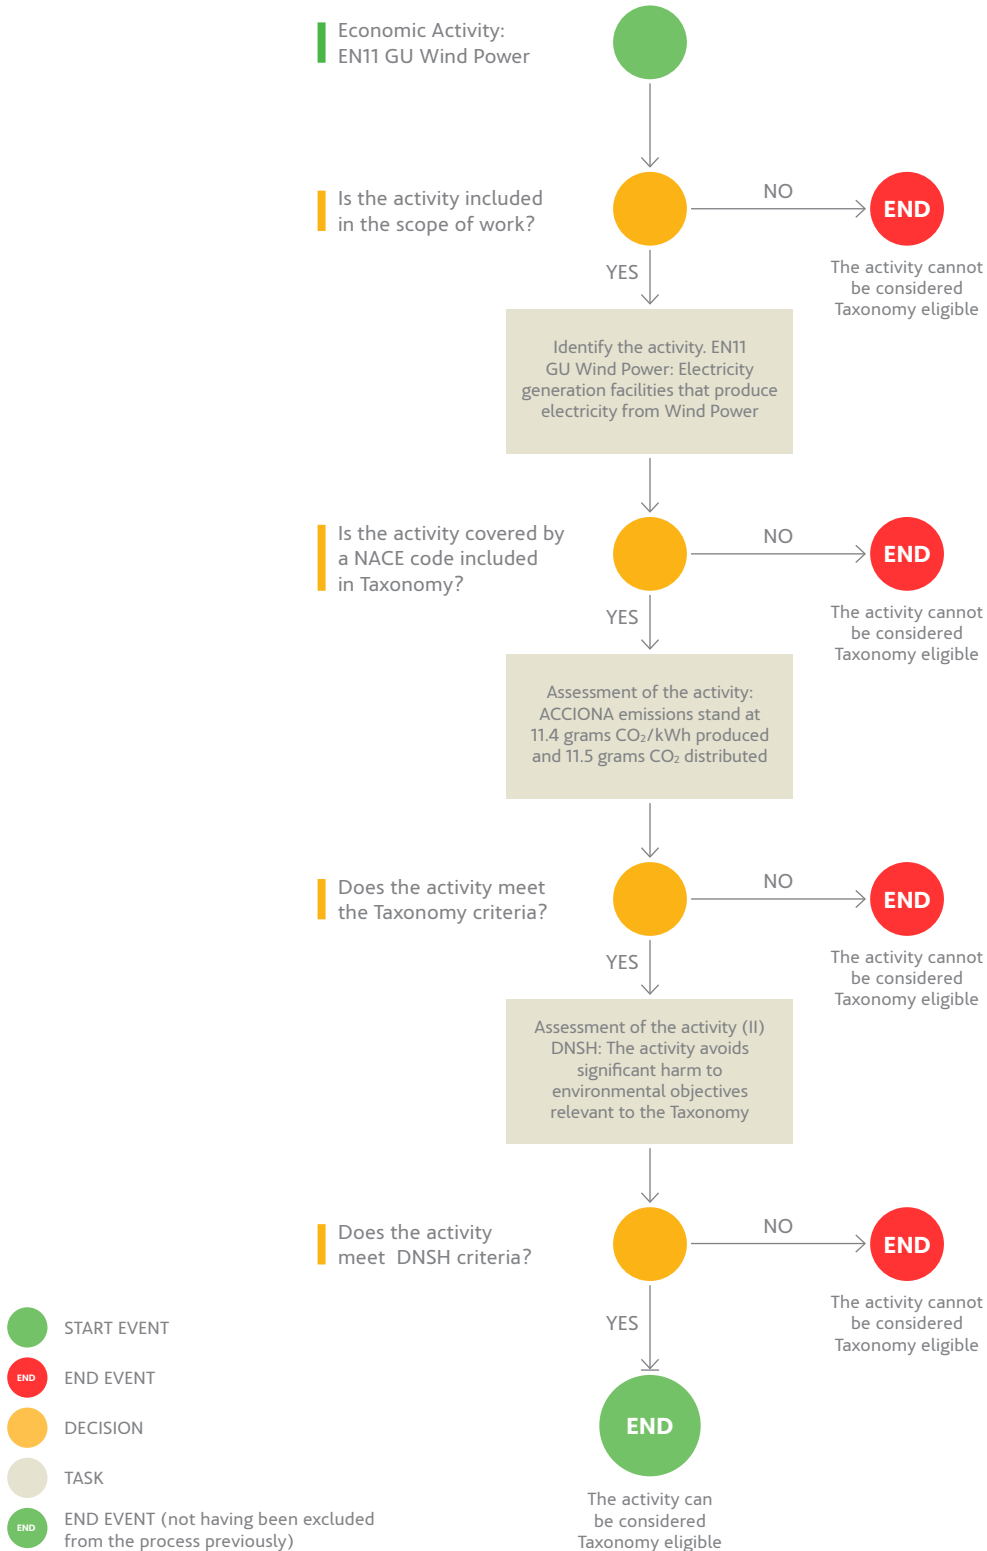 Economic Activity:
EN11 GU Wind Power
Is the activity included
in the scope of work?
NO
END
The activity cannot
be considered
Taxonomy eligible
YES
Identify the activity. EN11
GU Wind Power: Electricity
generation facilities that produce
electricity from Wind Power
Is the activity covered by
a NACE code included
in Taxonomy?
NO
END
The activity cannot
be considered
Taxonomy eligible
YES
Assessment of the activity:
ACCIONA emissions stand at
11.4 grams CO₂/kWh produced
and 11.5 grams CO₂ distributed
Does the activity meet
the Taxonomy criteria?
NO
END
The activity cannot
be considered
Taxonomy eligible
YES
Assessment of the activity (II)
DNSH: The activity avoids
significant harm to
environmental objectives
relevant to the Taxonomy
Does the activity
meet  DNSH criteria?
NO
END
The activity cannot
be considered
Taxonomy eligible
YES
END
The activity can
be considered
Taxonomy eligible
START EVENT
END
END EVENT
DECISION
TASK
END
END EVENT (not having been excluded
from the process previously)